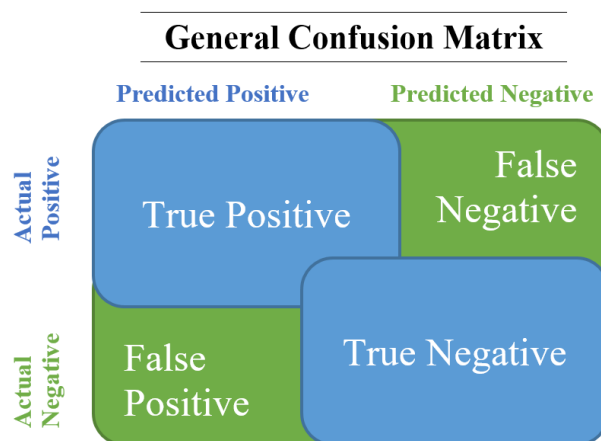 General Confusion Matrix
Predicted Positive
Predicted Negative
Actual
Positive
True Positive
False
Negative
Actual
Negative
False
Positive
True Negative